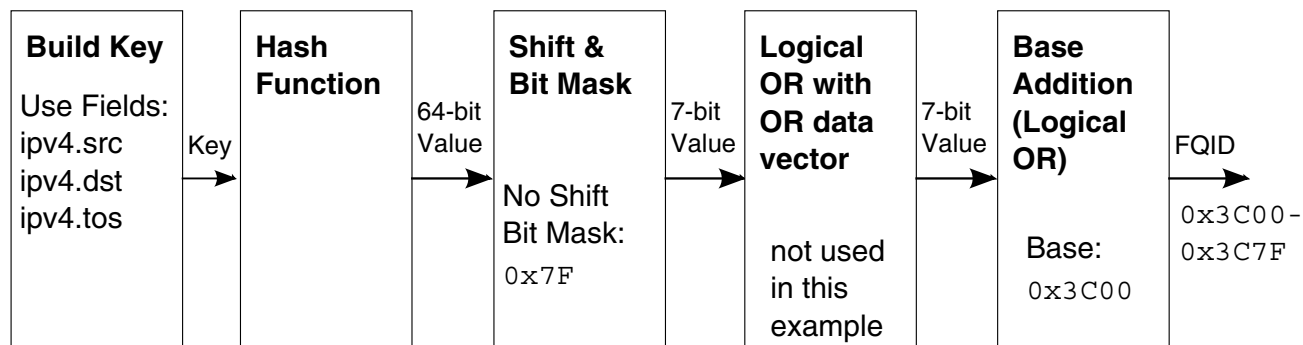 Build Key
Use Fields:
ipv4.src
ipv4.dst
ipv4.tos
Key
Hash
Function
64-bit
Value
Shift &
Bit Mask
No Shift
Bit Mask:
0x7F
7-bit
Value
Logical
OR with
OR data
vector
not used
in this
example
7-bit
Value
Base
Addition
(Logical
OR)
Base:
0x3C00
FQID
0x3C00-
0x3C7F